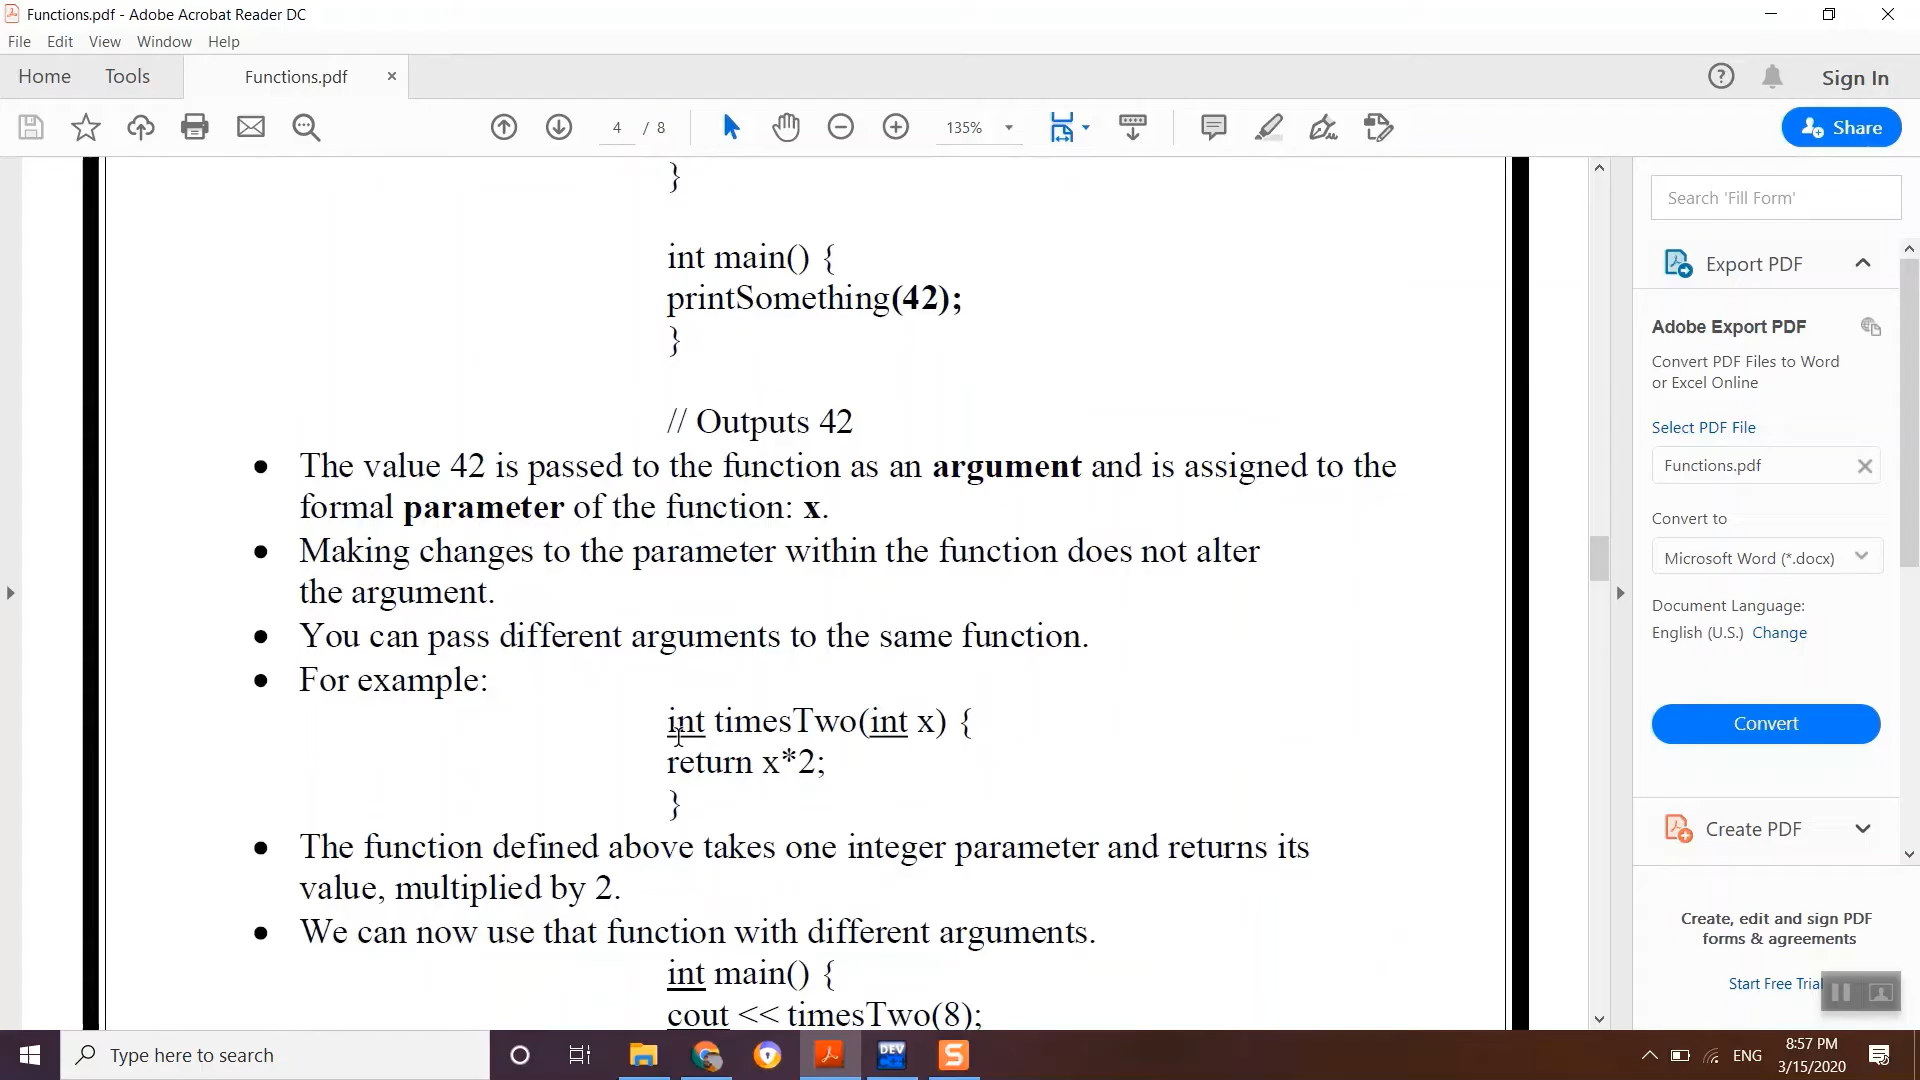 Functions.pdf - Adobe Acrobat Reader DC
File Edit View Window Help
Home Tools Functions.pdf × Sign In
4 / 8 135% Share
}
int main() {
printSomething(42);
}
// Outputs 42
• The value 42 is passed to the function as an argument and is assigned to the
formal parameter of the function: x.
• Making changes to the parameter within the function does not alter
the argument.
• You can pass different arguments to the same function.
• For example:
int timesTwo(int x) {
return x*2;
}
• The function defined above takes one integer parameter and returns its
value, multiplied by 2.
• We can now use that function with different arguments.
int main() {
cout << timesTwo(8);
Search 'Fill Form'
Export PDF
Adobe Export PDF
Convert PDF Files to Word
or Excel Online
Select PDF File
Functions.pdf
Convert to
Microsoft Word (*.docx)
Document Language:
English (U.S.) Change
Convert
Create PDF
Create, edit and sign PDF
forms & agreements
Start Free Trial
Type here to search
DEV
S
ENG
8:57 PM
3/15/2020